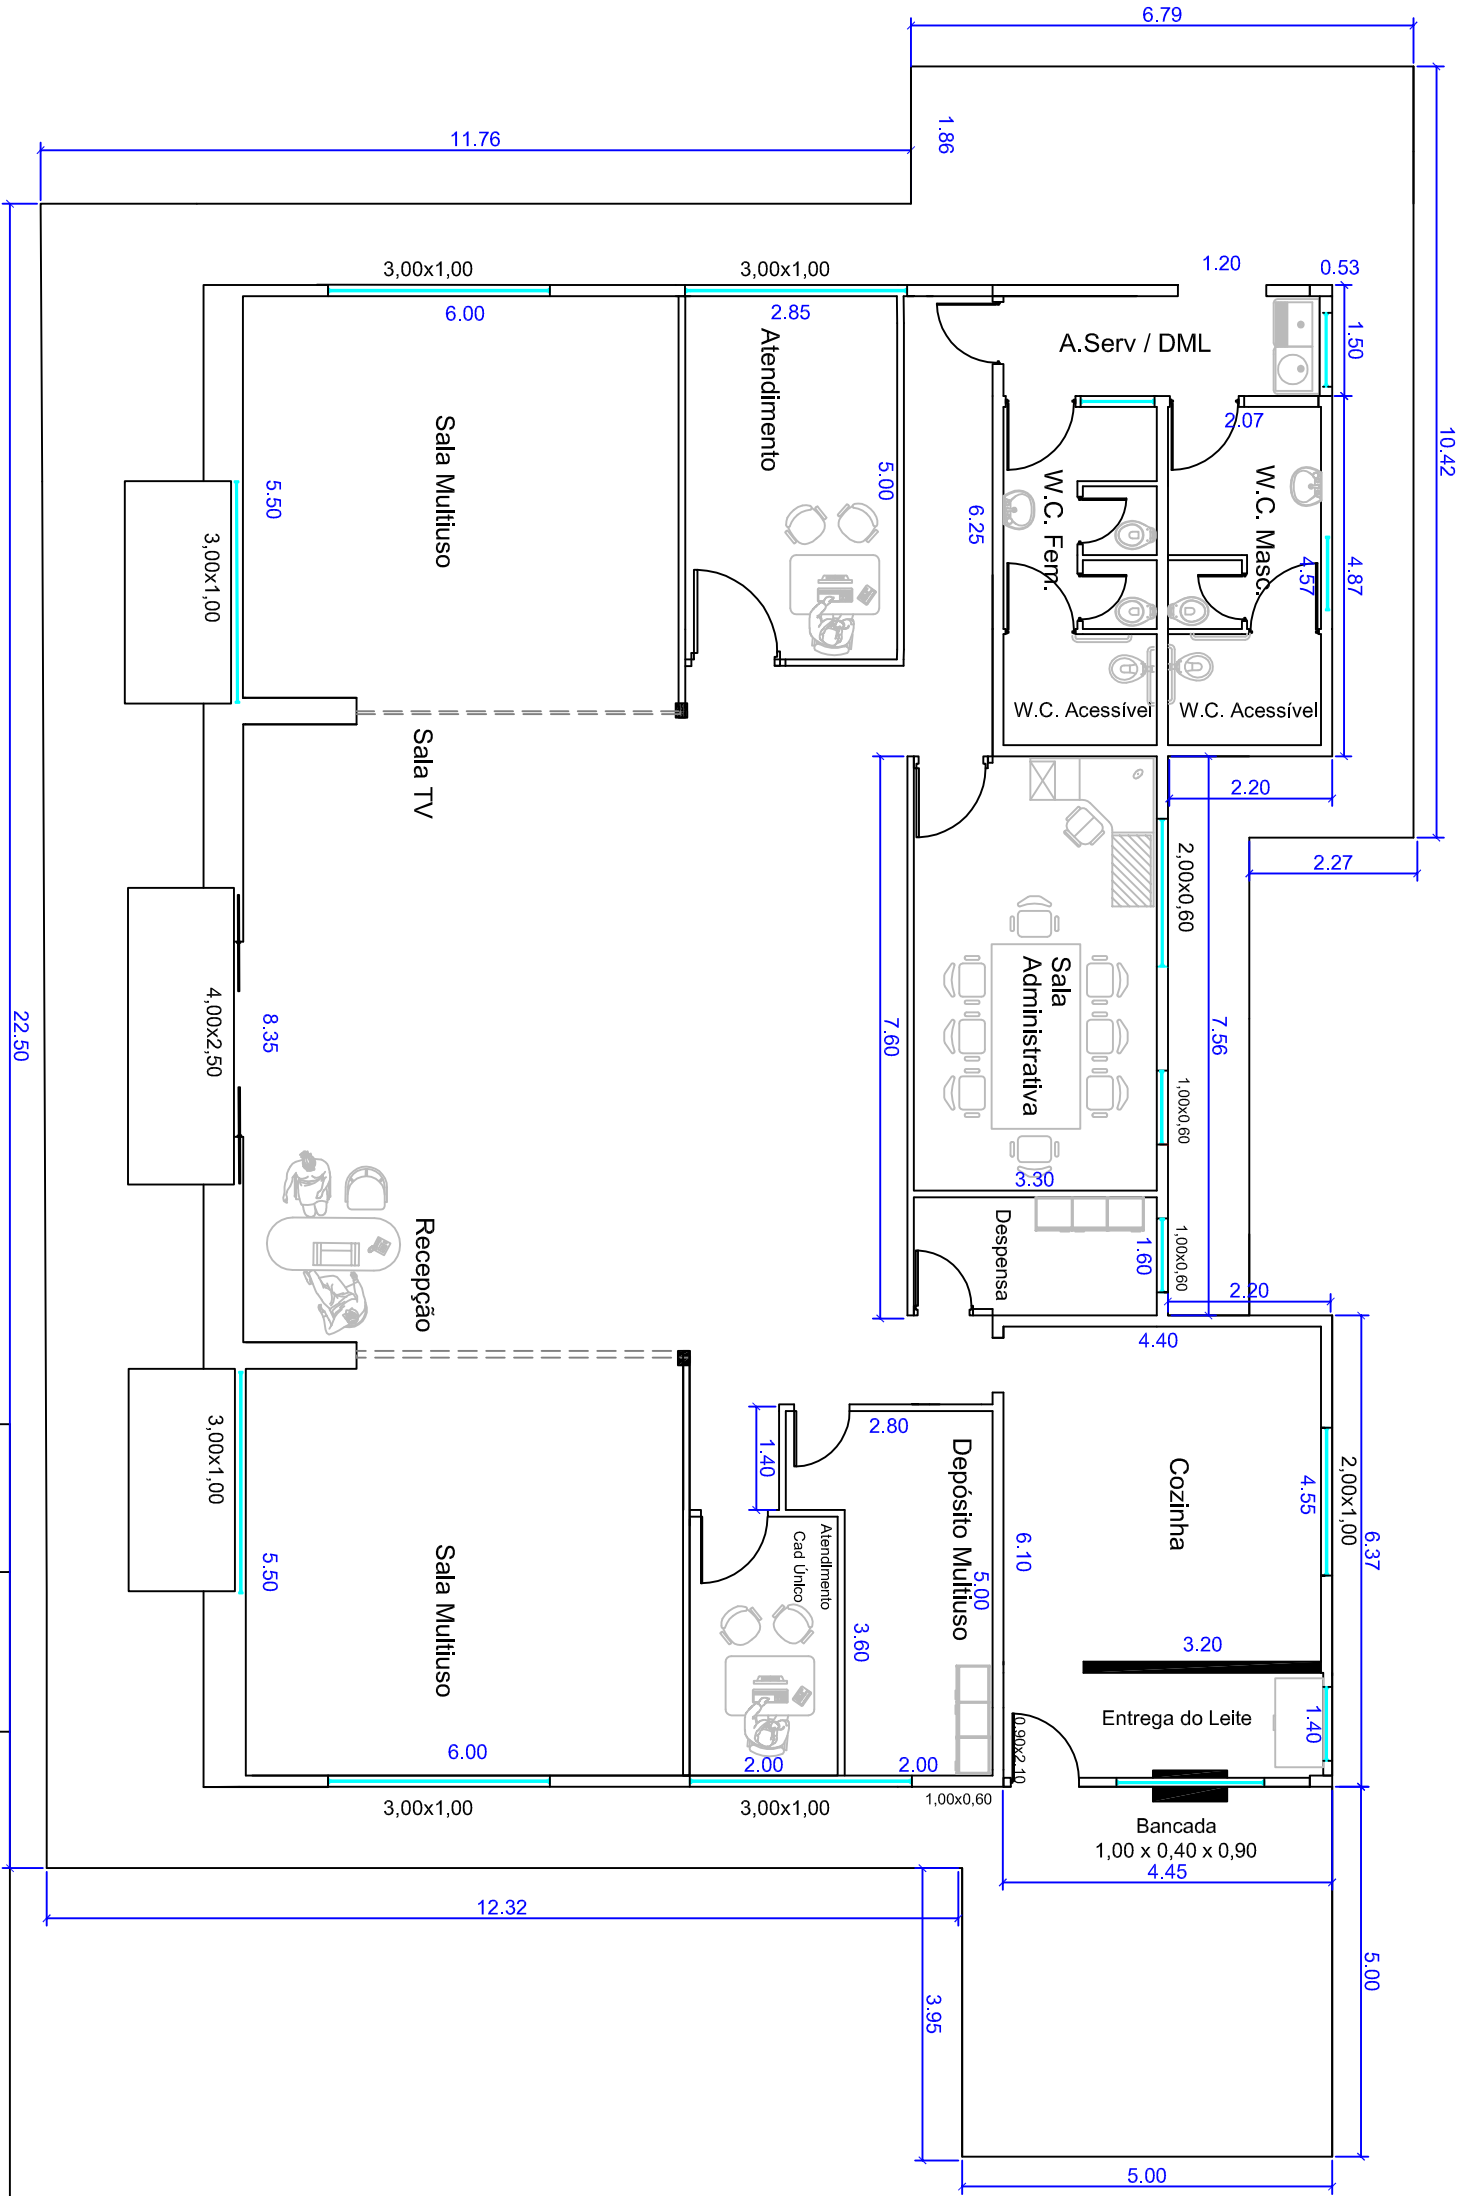 6.79
11.76
1.86
10.42
3,00x1,00
3,00x1,00
1.20
0.53
6.00
2.85
1.50
A.Serv / DML
Atendimento
Sala Multiuso
5.50
3,00x1,00
5.00
6.25
2.07
W.C. Fem.
W.C. Masc.
4.57
4.87
W.C. Acessível
W.C. Acessível
2.20
2.27
Sala TV
2,00x0,60
Sala
Administrativa
7.60
7.56
1,00x0,60
8.35
4,00x2,50
22.50
3.30
Despensa
1.60
1,00x0,60
2.20
Recepção
4.40
2.80
1.40
Depósito Multiuso
5.00
Cozinha
4.55
2,00x1,00
6.37
6.10
3,00x1,00
5.50
Sala Multiuso
Atendimento
Cad Único
3.60
3.20
Entrega do Leite
1.40
0,90x2,10
6.00
2.00
2.00
3,00x1,00
3,00x1,00
1,00x0,60
Bancada
1,00 x 0,40 x 0,90
4.45
12.32
3.95
5.00
5.00